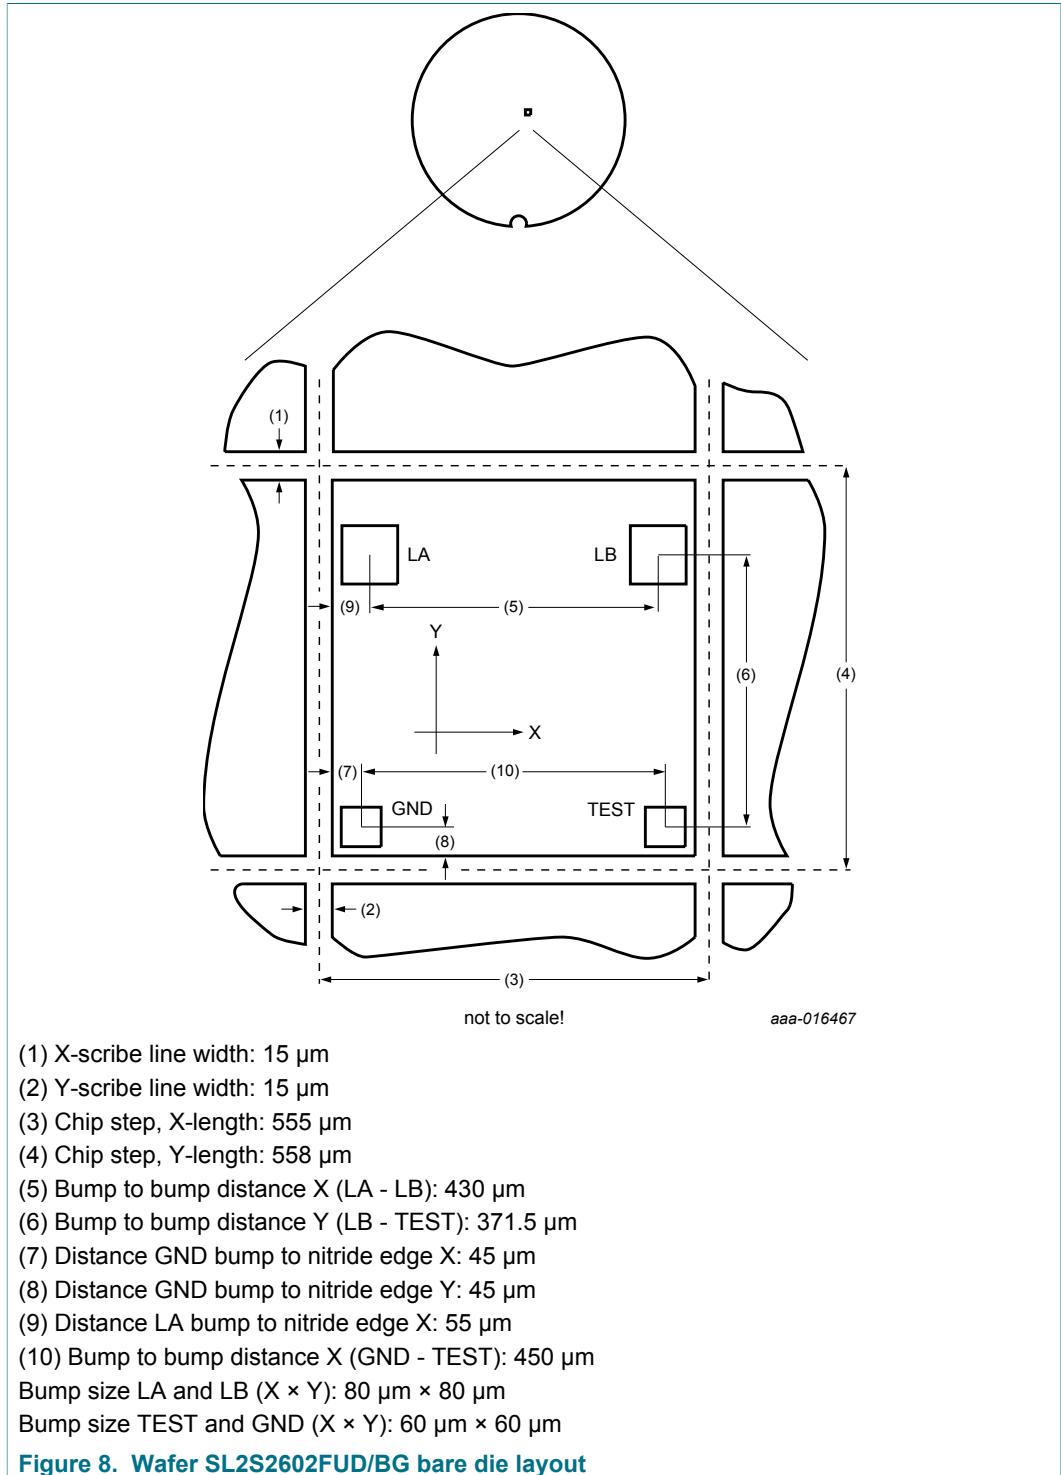 (1)
LA
LB
(9)
(5)
Y
(6)
(4)
X
(7)
(10)
GND
TEST
(8)
(2)
(3)
not to scale!
aaa-016467
(1) X-scribe line width: 15 µm
(2) Y-scribe line width: 15 µm
(3) Chip step, X-length: 555 µm
(4) Chip step, Y-length: 558 µm
(5) Bump to bump distance X (LA - LB): 430 µm
(6) Bump to bump distance Y (LB - TEST): 371.5 µm
(7) Distance GND bump to nitride edge X: 45 µm
(8) Distance GND bump to nitride edge Y: 45 µm
(9) Distance LA bump to nitride edge X: 55 µm
(10) Bump to bump distance X (GND - TEST): 450 µm
Bump size LA and LB (X × Y): 80 µm × 80 µm
Bump size TEST and GND (X × Y): 60 µm × 60 µm
Figure 8. Wafer SL2S2602FUD/BG bare die layout